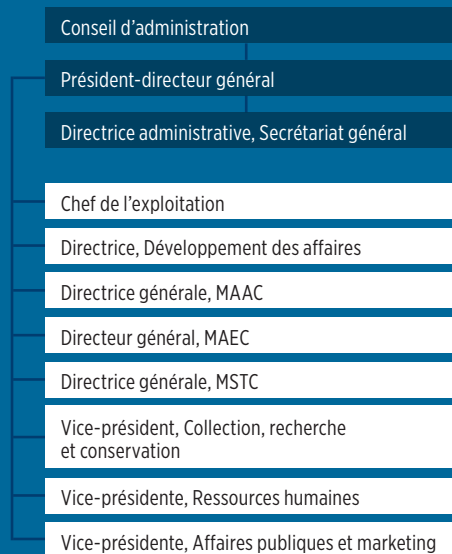 Conseil d’administration
Président-directeur général
Directrice administrative, Secrétariat général
Chef de l’exploitation
Directrice, Développement des affaires
Directrice générale, MAAC
Directeur général, MAEC
Directrice générale, MSTC
Vice-président, Collection, recherche
et conservation
Vice-présidente, Ressources humaines
Vice-présidente, Affaires publiques et marketing